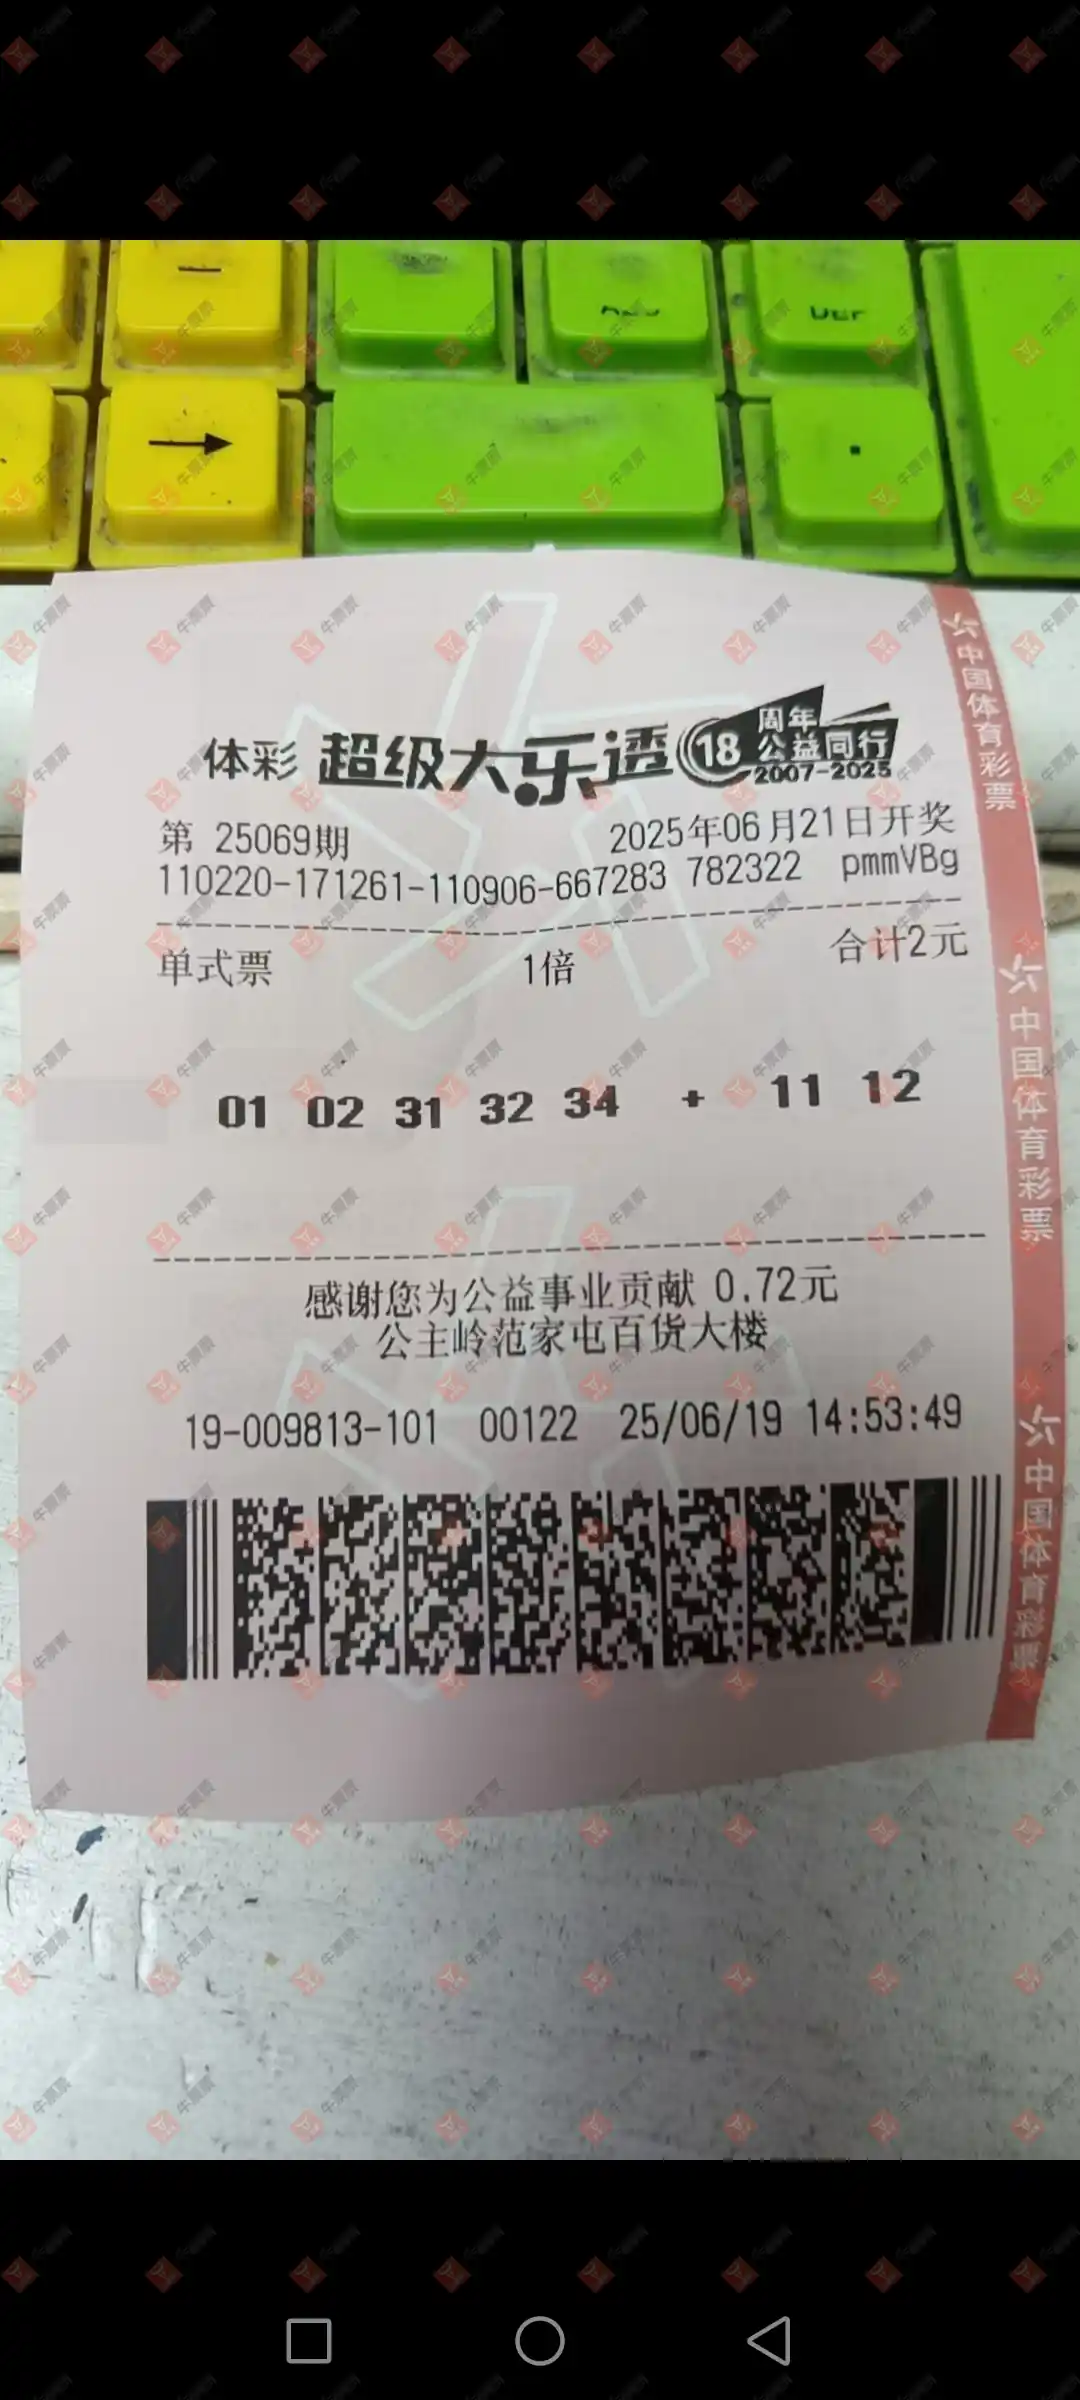 体彩 超级大乐透 18 周年 公益同行 2007-2025
第 25069期 2025年06月21日开奖
110220-171261-110906-667283 782322 pmmVBg
单式票 1倍 合计2元
01 02 31 32 34 + 11 12
感谢您为公益事业贡献 0.72元
公主岭范家屯百货大楼
19-009813-101 00122 25/06/19 14:53:49
中国体育彩票
中国体育彩票
中国体育彩票
牛票票